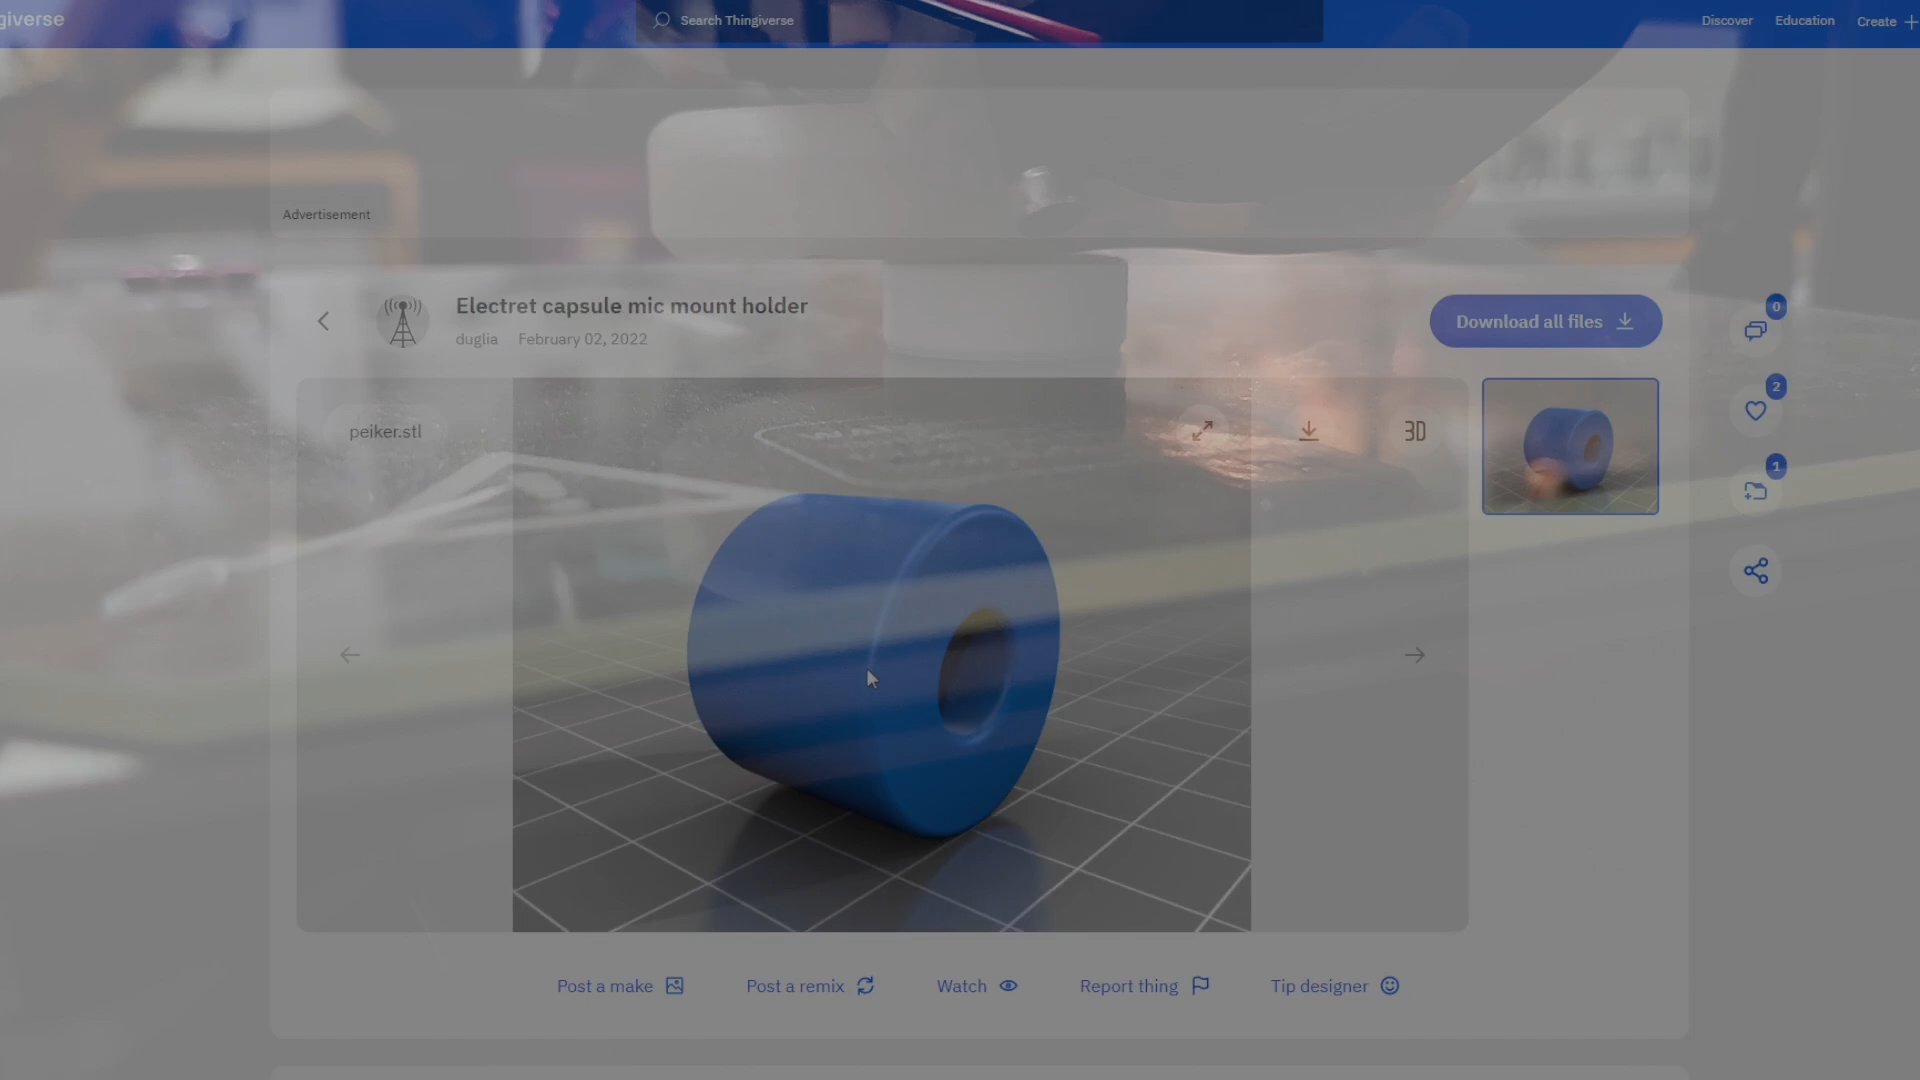 giverse
Search Thingiverse
Discover
Education
Create
Advertisement
Electret capsule mic mount holder
duglia
February 02, 2022
Download all files
0
peiker.stl
3D
2
1
Post a make
Post a remix
Watch
Report thing
Tip designer